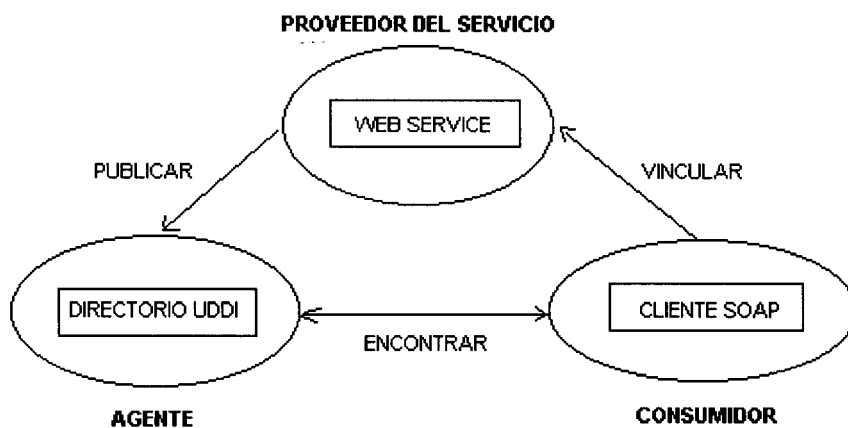 PROVEEDOR DEL SERVICIO
WEB SERVICE
PUBLICAR
VINCULAR
DIRECTORIO UDDI
CLIENTE SOAP
ENCONTRAR
AGENTE
CONSUMIDOR